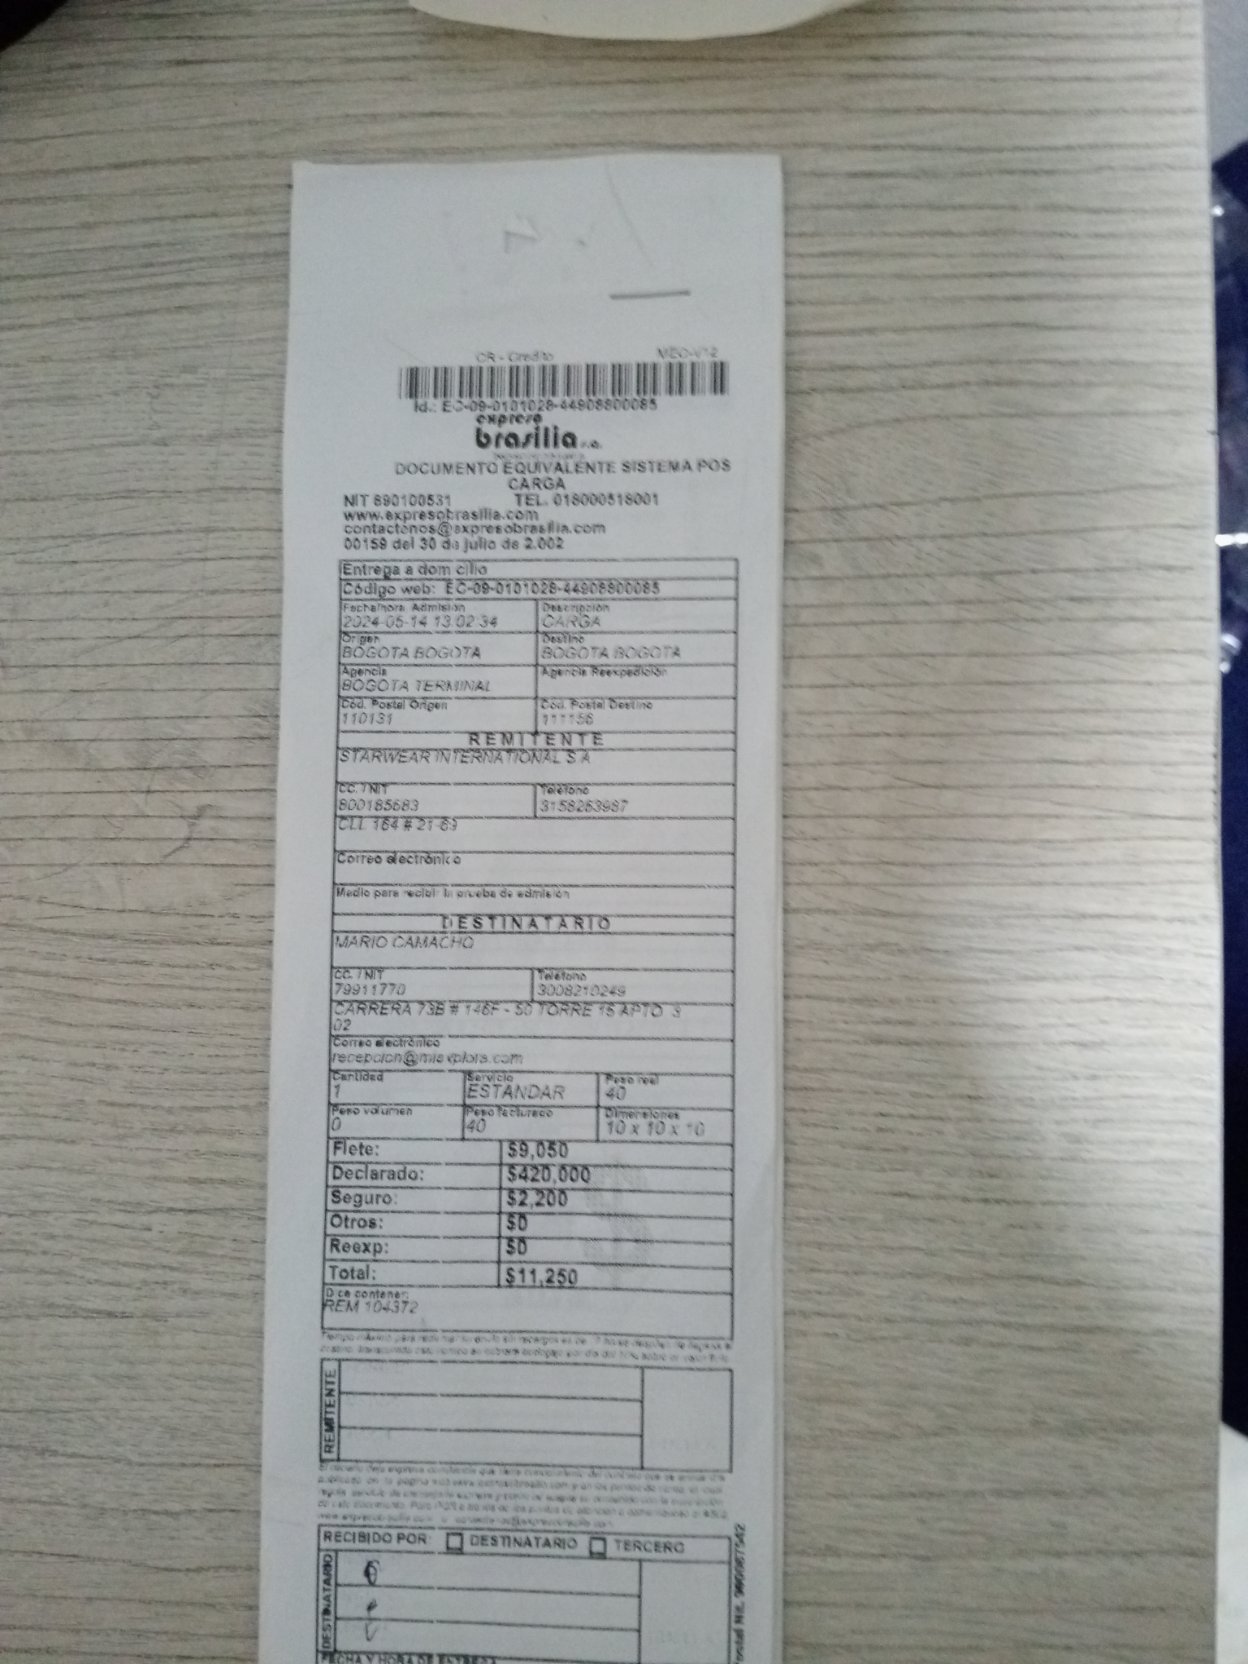 CR - Credito MEC-V12
Id.: EC-09-0101028-44908800085
expreso
brasilia s.a.
DOCUMENTO EQUIVALENTE SISTEMA POS
CARGA
NIT 890100531 TEL. 018000518001
www.expresobrasilia.com
contactenos@expresobrasilia.com
00159 del 30 de julio de 2.002
Entrega a domicilio
Código web: EC-09-0101028-44908800085
Fecha/hora Admisión Descripción
2024-05-14 13:02:34 CARGA
Origen Destino
BOGOTA BOGOTA BOGOTA BOGOTA
Agencia Agencia Reexpedición
BOGOTA TERMINAL
Cód. Postal Origen Cód. Postal Destino
110131 111156
REMITENTE
STARWEAR INTERNATIONAL S A
CC. / NIT Teléfono
800185683 3158263987
CLL 164 # 21-69
Correo electrónico
Medio para recibir la prueba de admisión
DESTINATARIO
MARIO CAMACHO
CC. / NIT Teléfono
79911770 3008210249
CARRERA 73B # 146F - 50 TORRE 15 APTO 3
02
Correo electrónico
Cantidad Servicio Peso real
1 ESTANDAR 40
Peso volumen Peso facturado Dimensiones
0 40 10 x 10 x 10
Flete: $9,050
Declarado: $420,000
Seguro: $2,200
Otros: $0
Reexp: $0
Total: $11,250
Dice contener:
REM 104372
REMITENTE
RECIBIDO POR: DESTINATARIO TERCERO
DESTINATARIO
FECHA Y HORA DE ENTREGA